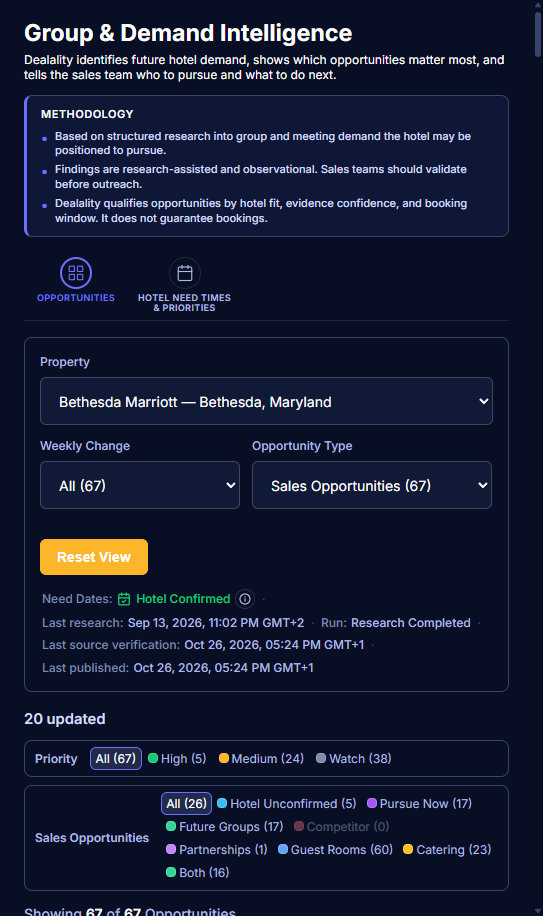 Group & Demand Intelligence
Dealality identifies future hotel demand, shows which opportunities matter most, and
tells the sales team who to pursue and what to do next.
METHODOLOGY
• Based on structured research into group and meeting demand the hotel may be
positioned to pursue.
• Findings are research-assisted and observational. Sales teams should validate
before outreach.
• Dealality qualifies opportunities by hotel fit, evidence confidence, and booking
window. It does not guarantee bookings.
OPPORTUNITIES
HOTEL NEED TIMES
& PRIORITIES
Property
Bethesda Marriott — Bethesda, Maryland
Weekly Change
Opportunity Type
All (67)
Sales Opportunities (67)
Reset View
Need Dates: Hotel Confirmed ·
Last research: Sep 13, 2026, 11:02 PM GMT+2 · Run: Research Completed ·
Last source verification: Oct 26, 2026, 05:24 PM GMT+1 ·
Last published: Oct 26, 2026, 05:24 PM GMT+1
20 updated
Priority All (67) High (5) Medium (24) Watch (38)
Sales Opportunities
All (26) Hotel Unconfirmed (5) Pursue Now (17)
Future Groups (17) Competitor (0)
Partnerships (1) Guest Rooms (60) Catering (23)
Both (16)
Showing 67 of 67 Opportunities